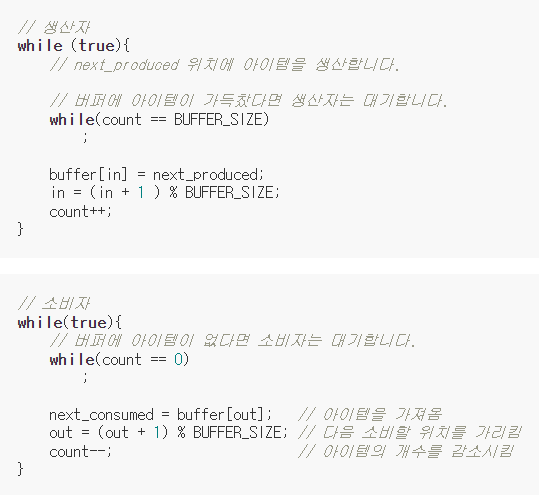 // 생산자
while (true){
// next_produced 위치에 아이템을 생산합니다.
// 버퍼에 아이템이 가득찼다면 생산자는 대기합니다.
while(count == BUFFER_SIZE)
;
buffer[in] = next_produced;
in = (in + 1 ) % BUFFER_SIZE;
count++;
}
// 소비자
while(true){
// 버퍼에 아이템이 없다면 소비자는 대기합니다.
while(count == 0)
;
next_consumed = buffer[out]; // 아이템을 가져옴
out = (out + 1) % BUFFER_SIZE; // 다음 소비할 위치를 가리킴
count--; // 아이템의 개수를 감소시킴
}